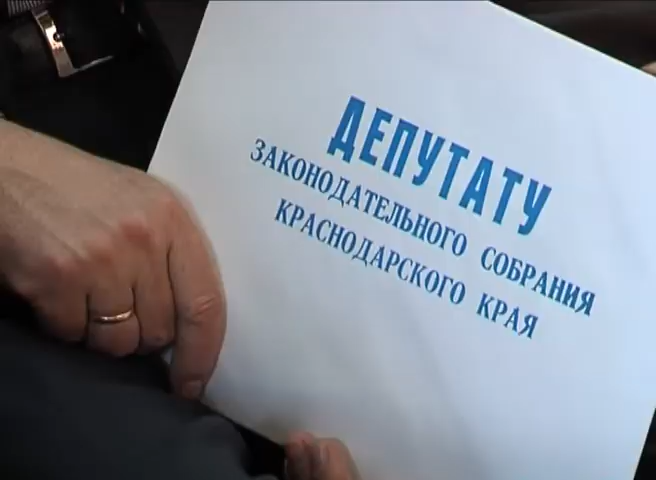 ДЕПУТАТУ
ЗАКОНОДАТЕЛЬНОГО СОБРАНИЯ
КРАСНОДАРСКОГО КРАЯ